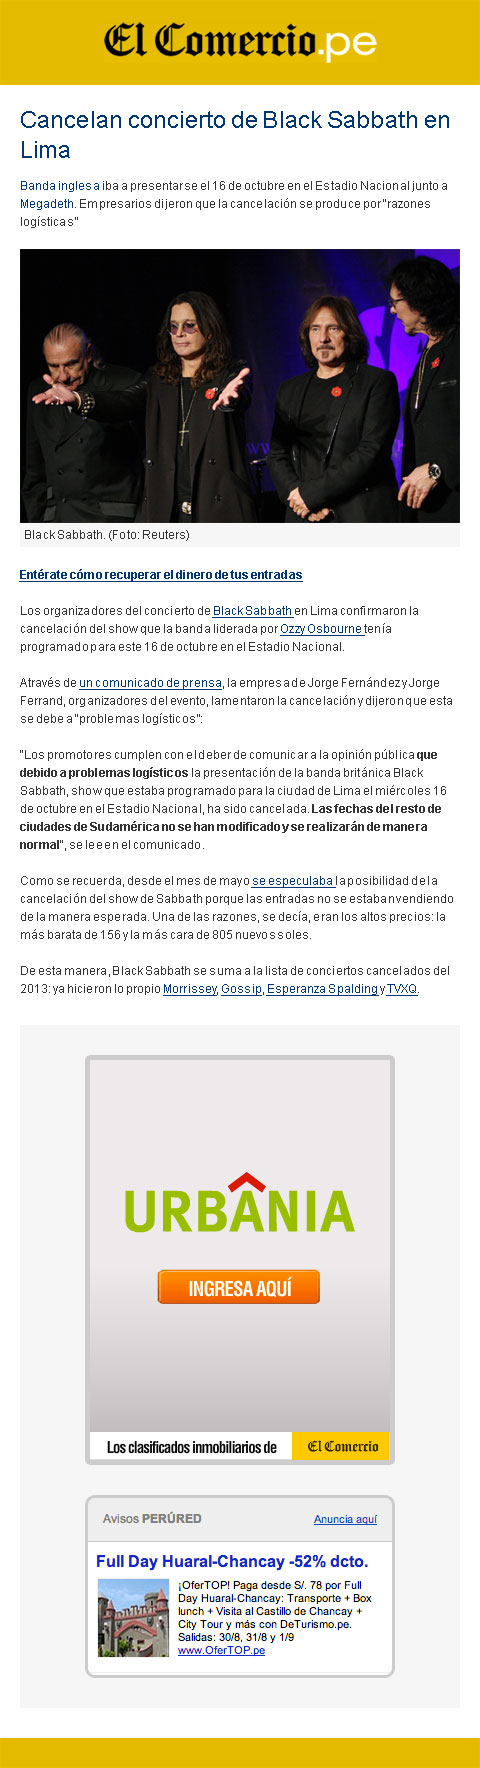 El Comercio.pe
Cancelan concierto de Black Sabbath en
Lima
Banda inglesa iba a presentarse el 16 de octubre en el Estadio Nacional junto a
Megadeth. Empresarios dijeron que la cancelación se produce por "razones
logísticas"
Black Sabbath. (Foto: Reuters)
Entérate cómo recuperar el dinero de tus entradas
Los organizadores del concierto de Black Sabbath en Lima confirmaron la
cancelación del show que la banda liderada por Ozzy Osbourne tenía
programado para este 16 de octubre en el Estadio Nacional.
Através de un comunicado de prensa, la empresa de Jorge Fernández y Jorge
Ferrand, organizadores del evento, lamentaron la cancelación y dijeron que esta
se debe a "problemas logísticos":
"Los promotores cumplen con el deber de comunicar a la opinión pública que
debido a problemas logísticos la presentación de la banda británica Black
Sabbath, show que estaba programado para la ciudad de Lima el miércoles 16
de octubre en el Estadio Nacional, ha sido cancelada. Las fechas del resto de
ciudades de Sudamérica no se han modificado y se realizarán de manera
normal", se lee en el comunicado.
Como se recuerda, desde el mes de mayo se especulaba la posibilidad de la
cancelación del show de Sabbath porque las entradas no se estaban vendiendo
de la manera esperada. Una de las razones, se decía, eran los altos precios: la
más barata de 156 y la más cara de 805 nuevos soles.
De esta manera, Black Sabbath se suma a la lista de conciertos cancelados del
2013: ya hicieron lo propio Morrissey, Gossip, Esperanza Spalding y TVXQ.
URBANIA
INGRESA AQUÍ
Los clasificados inmobiliarios de El Comercio
Avisos PERÚRED Anuncia aquí
Full Day Huaral-Chancay -52% dcto.
¡OferTOP! Paga desde S/. 78 por Full
Day Huaral-Chancay: Transporte + Box
lunch + Visita al Castillo de Chancay +
City Tour y más con DeTurismo.pe.
Salidas: 30/8, 31/8 y 1/9
www.OferTOP.pe